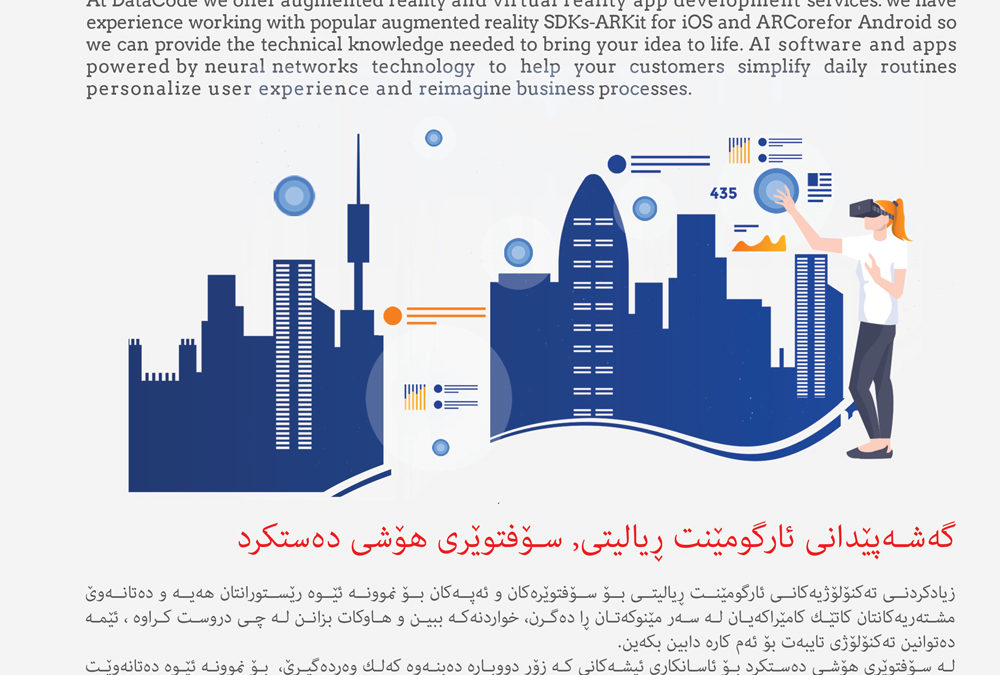 At DataCode we offer augmented reality and virtual reality app development services. we have
experience working with popular augmented reality SDKs-ARKit for iOS and ARCorefor Android so
we can provide the technical knowledge needed to bring your idea to life. AI software and apps
powered by neural networks technology to help your customers simplify daily routines
personalize user experience and reimagine business processes.
435
گەشەپێدانی ئارگومێنت ڕیالیتی, سۆفتوێری هۆشی دەستکرد
زیادکردنی تەکنۆلۆژیەکانی ئارگومێنت ڕیالیتی بۆ سۆفتوێرەکان و ئەپەکان بۆ نموونە ئێوە رێستورانتان هەیە و دەتانەوێ
مشتەریەکانتان کاتێك کامێراکەیان لە سەر مێنوکەتان ڕا دەگرن، خواردنەکە ببین و هاوکات بزانن لە چی دروست کراوە ، ئێمە
دەتوانین تەکنۆلۆژی تایبەت بۆ ئەم کارە دابین بکەین.
لە سۆفتوێری هۆشی دەستکرد بۆ ئاسانکاری ئیشەکانی کە زۆر دووبارە دەبنەوە کەلك وەردەگیرێ، بۆ نموونە ئێوە دەتانەوێت